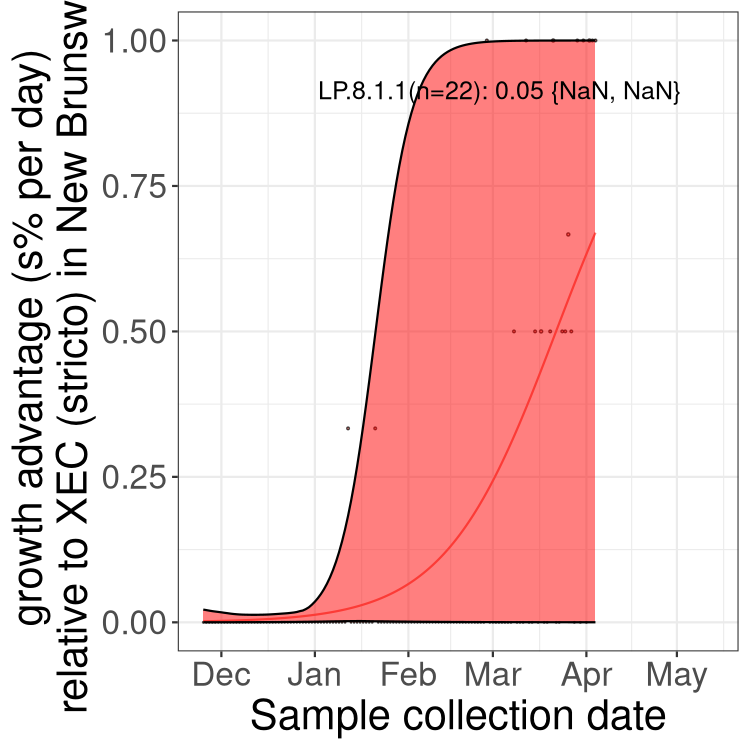 growth advantage (s% per day)
relative to XEC (stricto) in New Brunsw
1.00
0.75
0.50
0.25
0.00
LP.8.1.1(n=22): 0.05 {NaN, NaN}
Dec Jan Feb Mar Apr May
Sample collection date